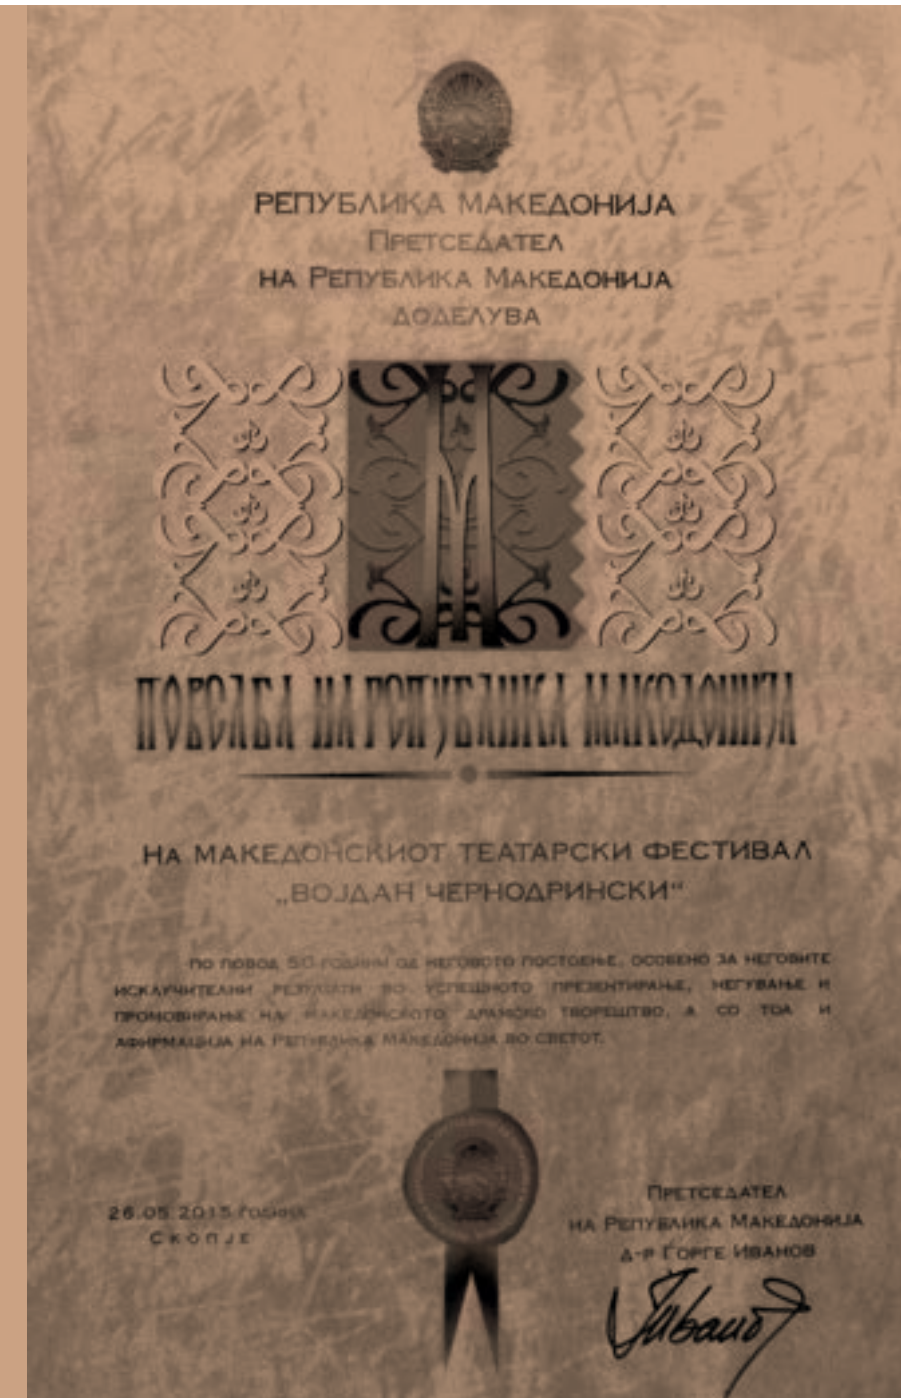 РЕПУБЛИКА МАКЕДОНИЈА
ПРЕТСЕДАТЕЛ
НА РЕПУБЛИКА МАКЕДОНИЈА
ДОДЕЛУВА
ПОВЕЛБА НА РЕПУБЛИКА МАКЕДОНИЈА
НА МАКЕДОНСКИОТ ТЕАТАРСКИ ФЕСТИВАЛ
„ВОЈДАН ЧЕРНОДРИНСКИ“
ПО ПОВОД 50 ГОДИНИ ОД НЕГОВОТО ПОСТОЕЊЕ, ОСОБЕНО ЗА НЕГОВИТЕ
ИСКЛУЧИТЕЛНИ РЕЗУЛТАТИ ВО УСПЕШНОТО ПРЕЗЕНТИРАЊЕ, НЕГУВАЊЕ И
ПРОМОВИРАЊЕ НА МАКЕДОНСКОТО ДРАМСКО ТВОРЕШТВО, А СО ТОА И
АФИРМАЦИЈА НА РЕПУБЛИКА МАКЕДОНИЈА ВО СВЕТОТ.
26.05.2015 ГОДИНА
СКОПЈЕ
ПРЕТСЕДАТЕЛ
НА РЕПУБЛИКА МАКЕДОНИЈА
Д-Р ЃОРГЕ ИВАНОВ